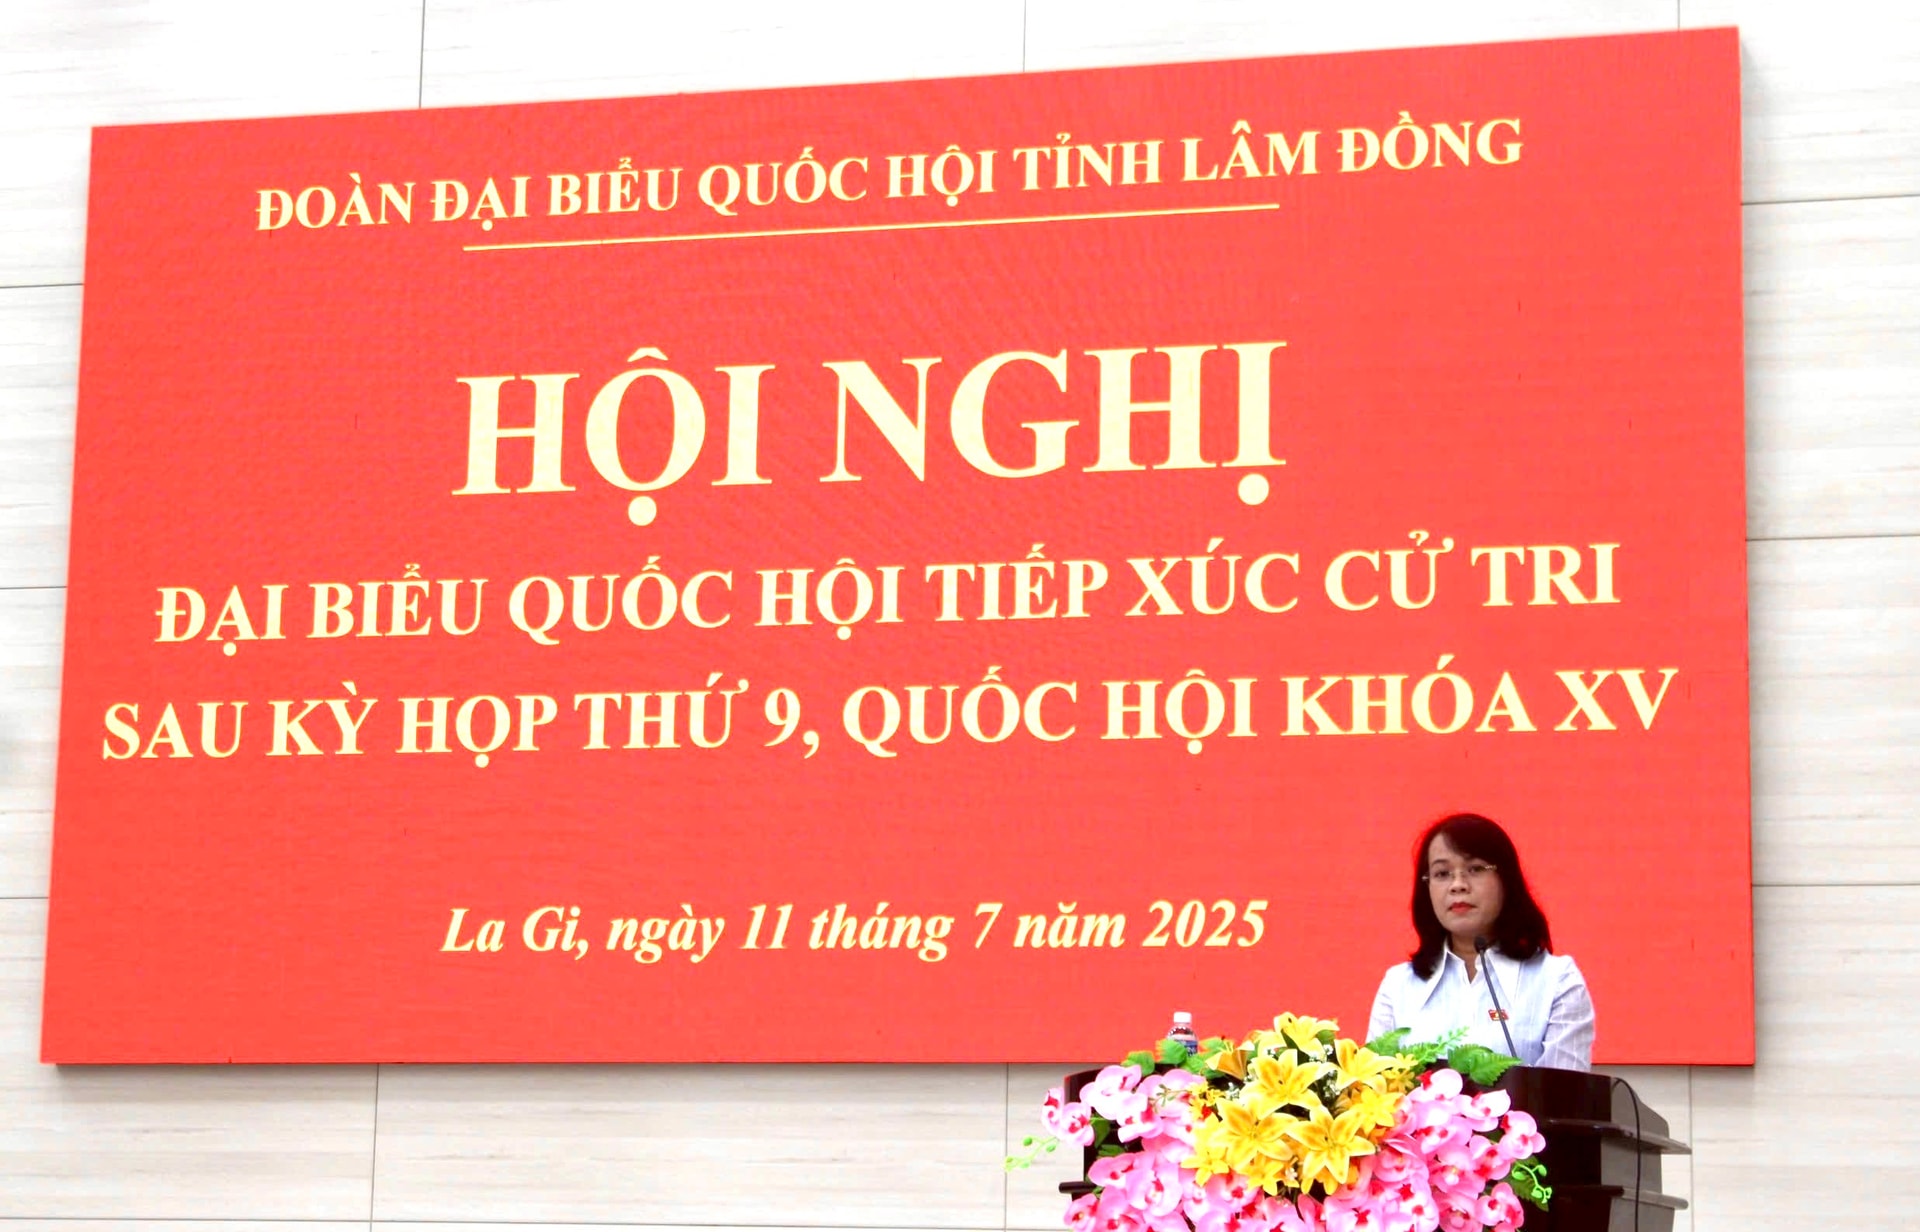 ĐOÀN ĐẠI BIỂU QUỐC HỘI TỈNH LÂM ĐỒNG
HỘI NGHỊ
ĐẠI BIỂU QUỐC HỘI TIẾP XÚC CỬ TRI
SAU KỲ HỌP THỨ 9, QUỐC HỘI KHÓA XV
La Gi, ngày 11 tháng 7 năm 2025